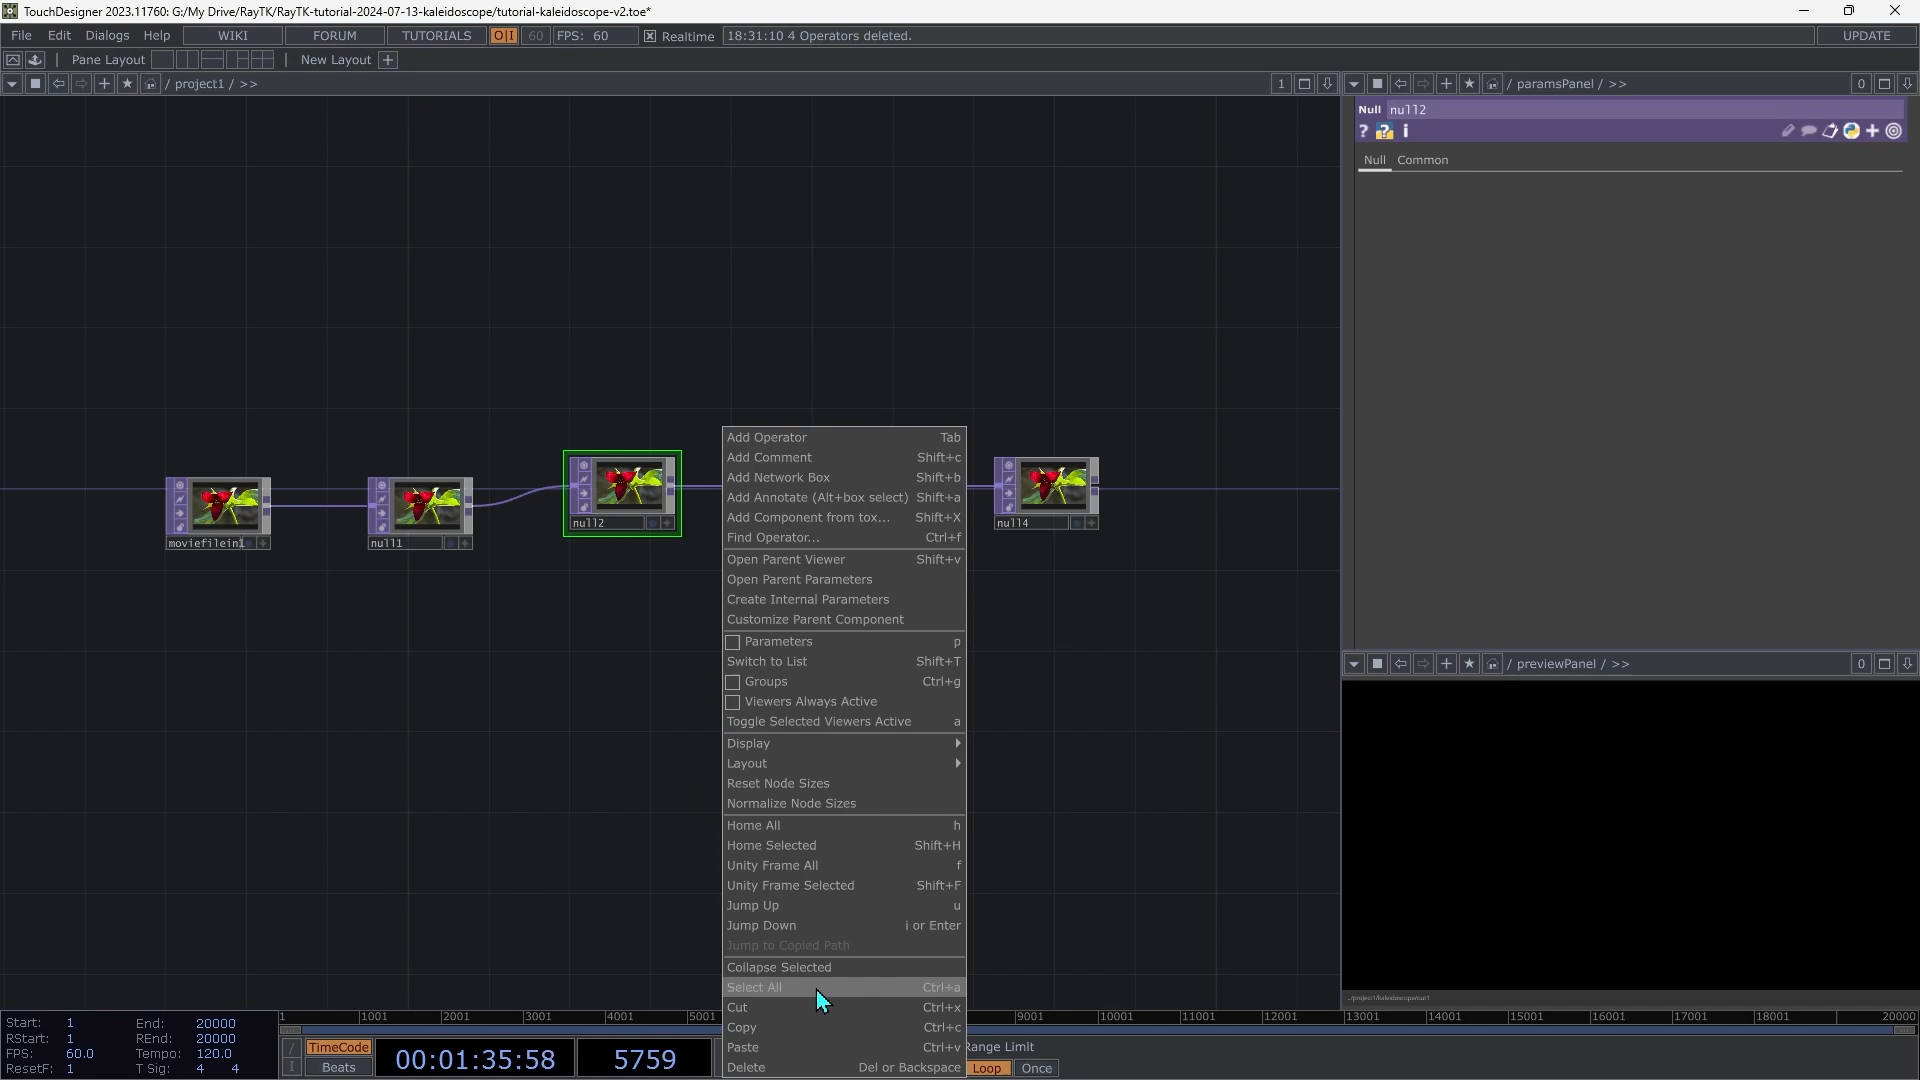 TouchDesigner 2023.11760: G:/My Drive/RayTK/RayTK-tutorial-2024-07-13-kaleidoscope/tutorial-kaleidoscope-v2.toe*
File Edit Dialogs Help WIKI FORUM TUTORIALS O|I 60 FPS: 60 Realtime 18:31:10 4 Operators deleted. UPDATE
Pane Layout New Layout +
/ project1 / >> 1
/ paramsPanel / >> 0
Null null2
? ? i
Null Common
moviefilein1
null1
null2
null4
Add Operator Tab
Add Comment Shift+c
Add Network Box Shift+b
Add Annotate (Alt+box select) Shift+a
Add Component from tox... Shift+X
Find Operator... Ctrl+f
Open Parent Viewer Shift+v
Open Parent Parameters
Create Internal Parameters
Customize Parent Component
Parameters p
Switch to List Shift+T
Groups Ctrl+g
Viewers Always Active
Toggle Selected Viewers Active a
Display
Layout
Reset Node Sizes
Normalize Node Sizes
Home All h
Home Selected Shift+H
Unity Frame All f
Unity Frame Selected Shift+F
Jump Up u
Jump Down i or Enter
Jump to Copied Path
Collapse Selected
Select All Ctrl+a
Cut Ctrl+x
Copy Ctrl+c
Paste Ctrl+v
Delete Del or Backspace
/ previewPanel / >> 0
Start: 1 End: 20000
RStart: 1 REnd: 20000
FPS: 60.0 Tempo: 120.0
ResetF: 1 T Sig: 4 4
1 1001 2001 3001 4001 5001 9001 10001 11001 12001 13001 14001 15001 16001 17001 18001 20000
/ TimeCode
I Beats
00:01:35:58 5759
Range Limit
Loop Once